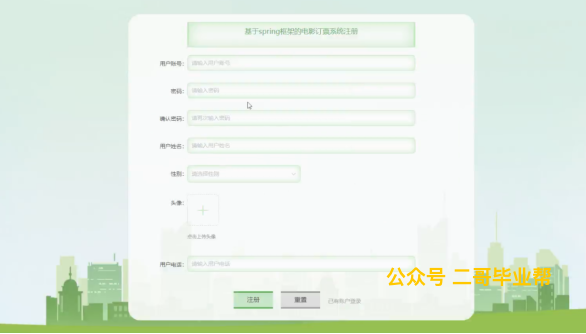 基于spring框架的电影订票系统注册
用户账号：
请输入用户账号
密码：
请输入密码
确认密码：
请再次输入密码
用户姓名：
请输入用户姓名
性别：
请选择性别
头像：
点击上传头像
用户电话：
请输入用户电话
公众号 二哥毕业帮
注册
重置
已有账户登录